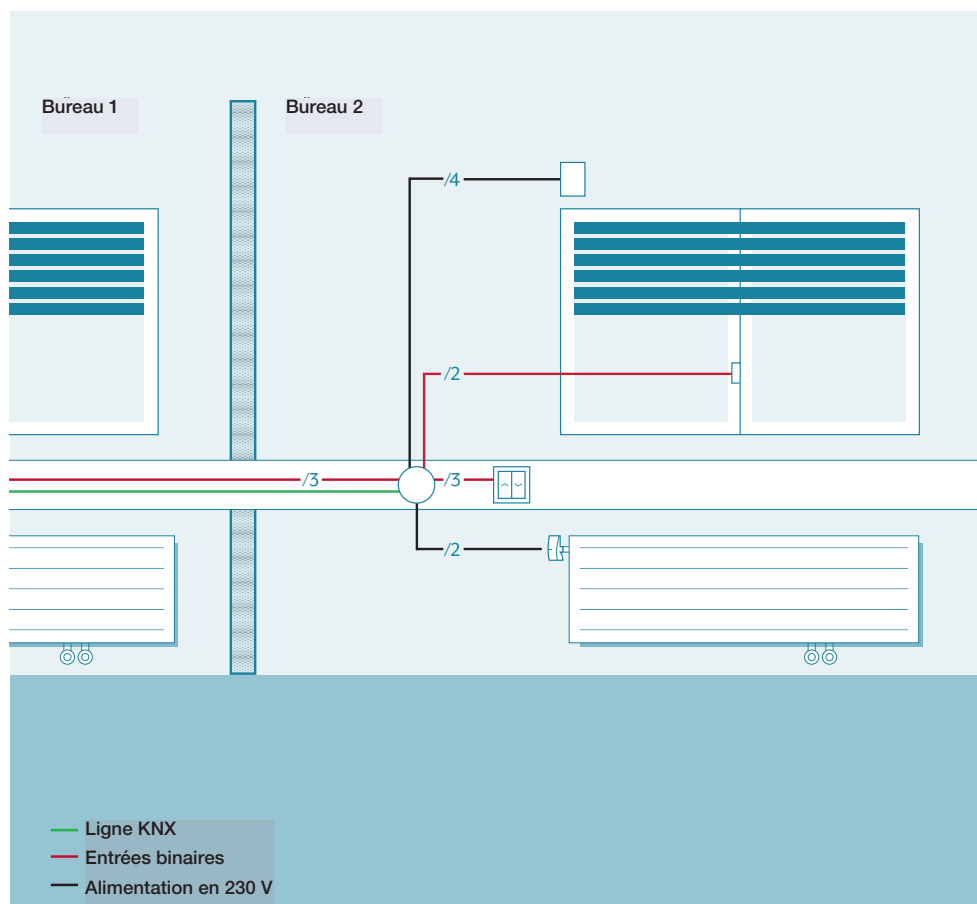 Bureau 1
Bureau 2
/4
/2
/3
/3
/2
Ligne KNX
Entrées binaires
Alimentation en 230 V